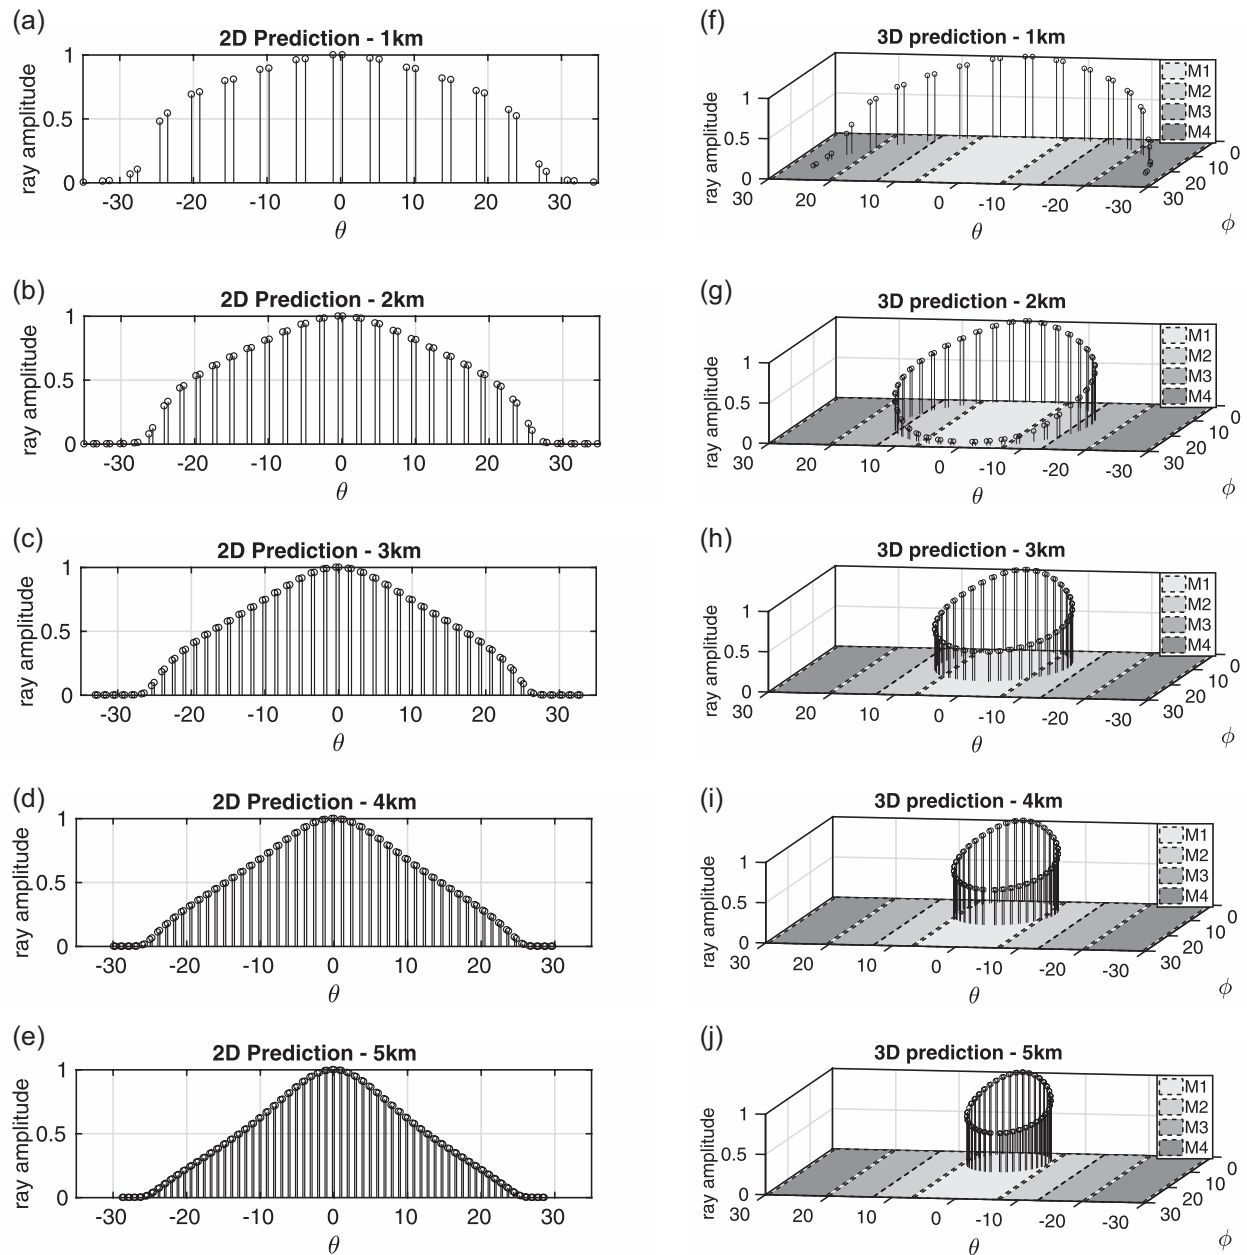 (a)
2D Prediction - 1km
ray amplitude
1
0.5
0
-30 -20 -10 0 10 20 30
θ
(f)
3D prediction - 1km
ray amplitude
1
0.5
0
30 20 10 0 -10 -20 -30
θ
0
10
20
30
ϕ
M1
M2
M3
M4
(b)
2D Prediction - 2km
ray amplitude
1
0.5
0
-30 -20 -10 0 10 20 30
θ
(g)
3D prediction - 2km
ray amplitude
1
0.5
0
30 20 10 0 -10 -20 -30
θ
0
10
20
30
ϕ
M1
M2
M3
M4
(c)
2D Prediction - 3km
ray amplitude
1
0.5
0
-30 -20 -10 0 10 20 30
θ
(h)
3D prediction - 3km
ray amplitude
1
0.5
0
30 20 10 0 -10 -20 -30
θ
0
10
20
30
ϕ
M1
M2
M3
M4
(d)
2D Prediction - 4km
ray amplitude
1
0.5
0
-30 -20 -10 0 10 20 30
θ
(i)
3D prediction - 4km
ray amplitude
1
0.5
0
30 20 10 0 -10 -20 -30
θ
0
10
20
30
ϕ
M1
M2
M3
M4
(e)
2D Prediction - 5km
ray amplitude
1
0.5
0
-30 -20 -10 0 10 20 30
θ
(j)
3D prediction - 5km
ray amplitude
1
0.5
0
30 20 10 0 -10 -20 -30
θ
0
10
20
30
ϕ
M1
M2
M3
M4